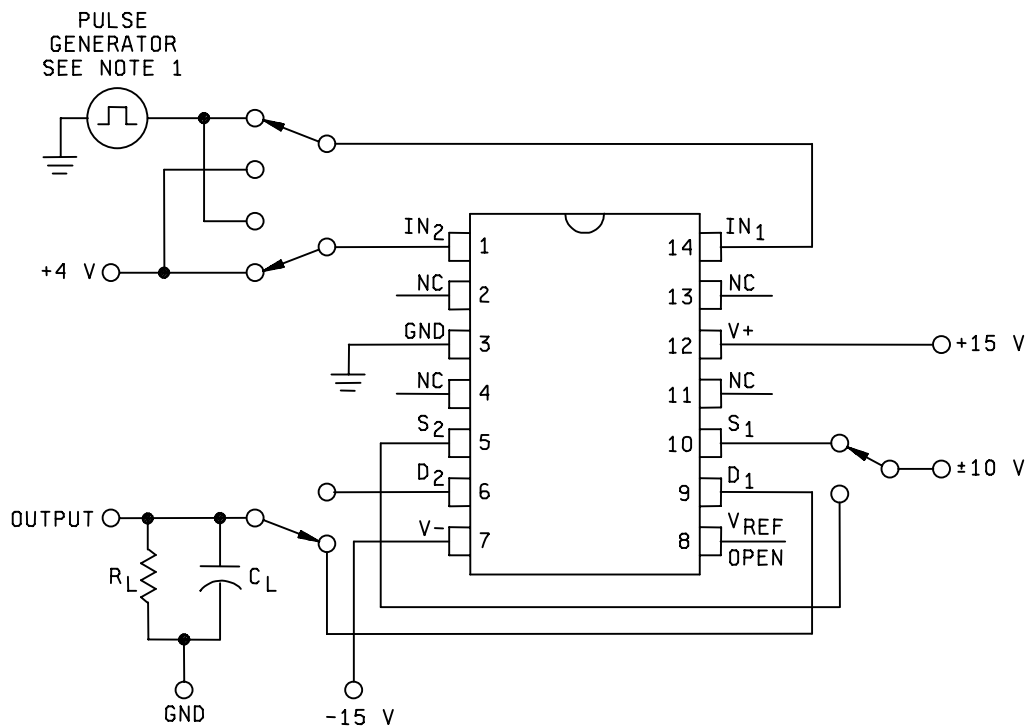 PULSE
GENERATOR
SEE NOTE 1
+4 V
IN2
1
14
IN1
NC
2
13
NC
GND
3
12
V+
+15 V
NC
4
11
NC
S2
5
10
S1
±10 V
D2
6
9
D1
OUTPUT
V-
7
8
VREF
OPEN
RL
CL
GND
-15 V